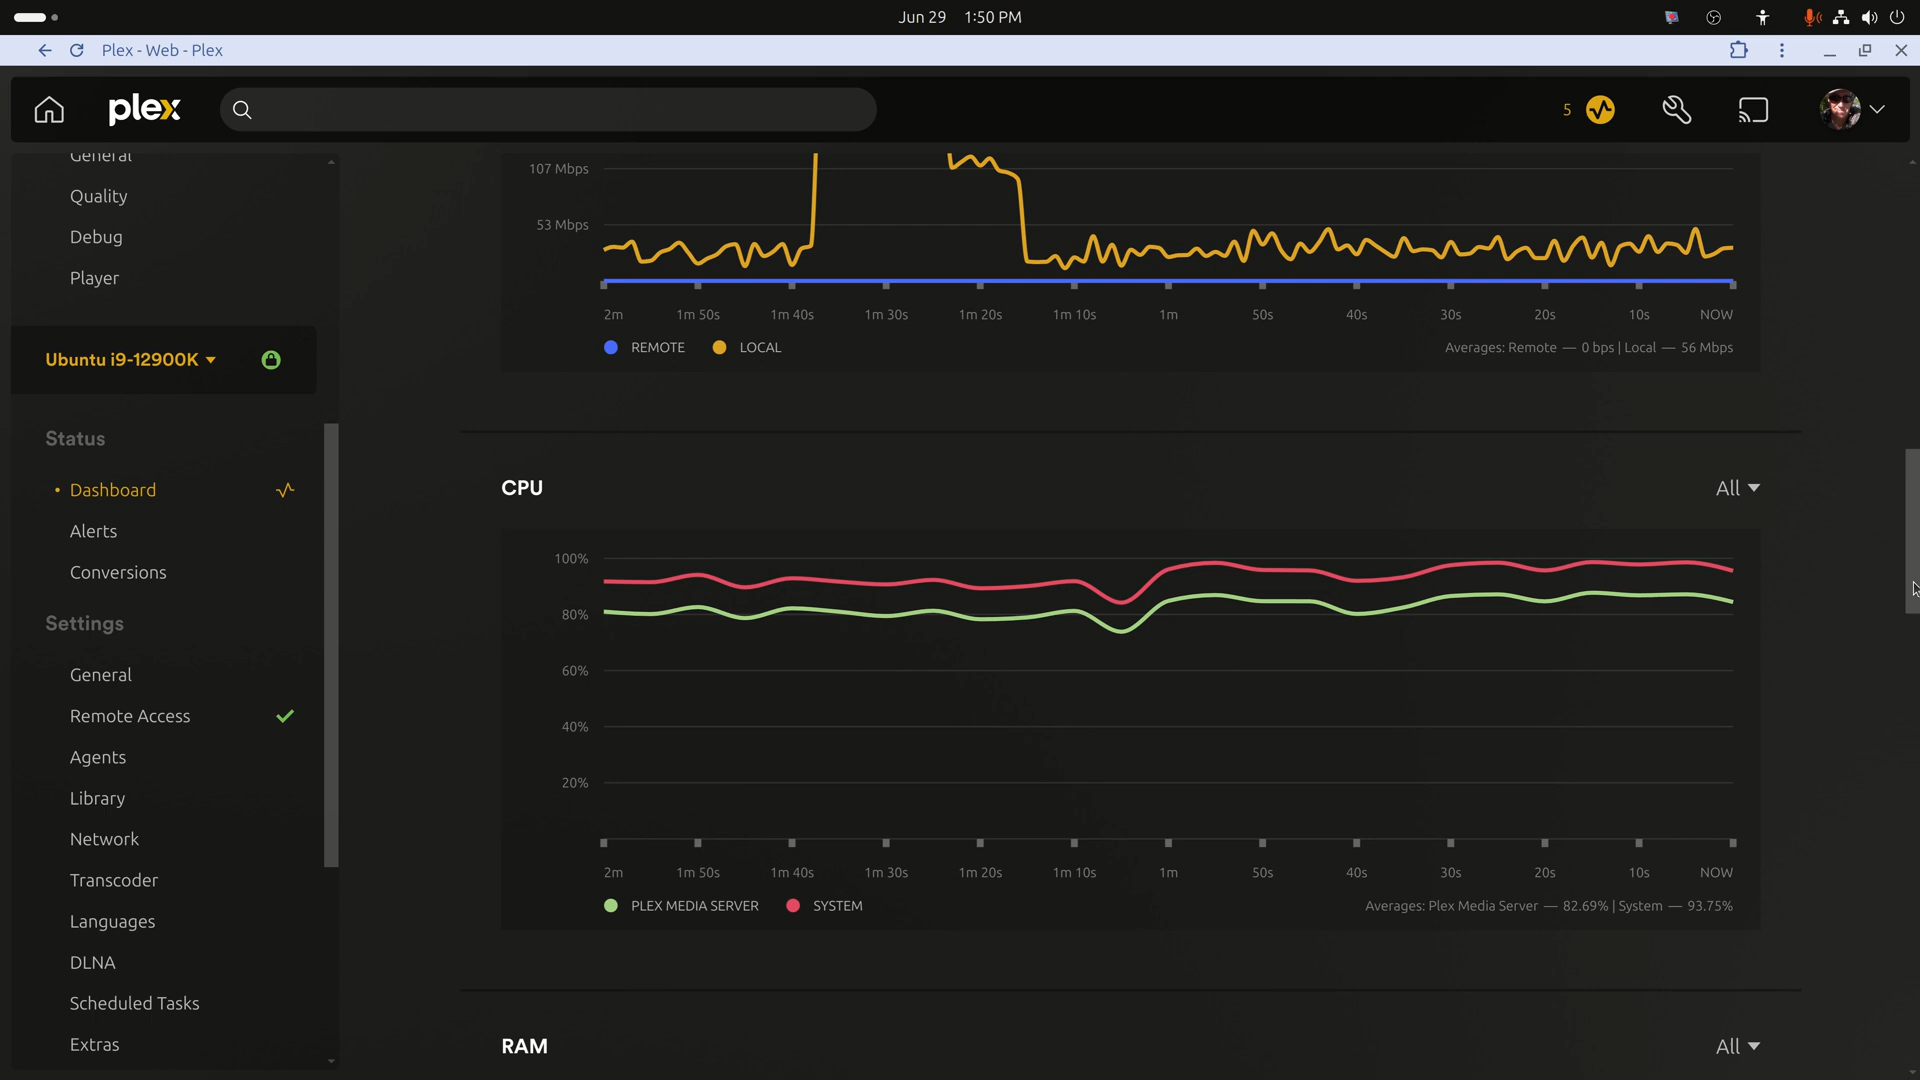 Jun 29 1:50 PM
Plex - Web - Plex
plex
5
General
Quality
Debug
Player
Ubuntu i9-12900K
Status
Dashboard
Alerts
Conversions
Settings
General
Remote Access
Agents
Library
Network
Transcoder
Languages
DLNA
Scheduled Tasks
Extras
107 Mbps
53 Mbps
2m 1m 50s 1m 40s 1m 30s 1m 20s 1m 10s 1m 50s 40s 30s 20s 10s NOW
REMOTE LOCAL Averages: Remote — 0 bps | Local — 56 Mbps
CPU All
100%
80%
60%
40%
20%
2m 1m 50s 1m 40s 1m 30s 1m 20s 1m 10s 1m 50s 40s 30s 20s 10s NOW
PLEX MEDIA SERVER SYSTEM Averages: Plex Media Server — 82.69% | System — 93.75%
RAM All